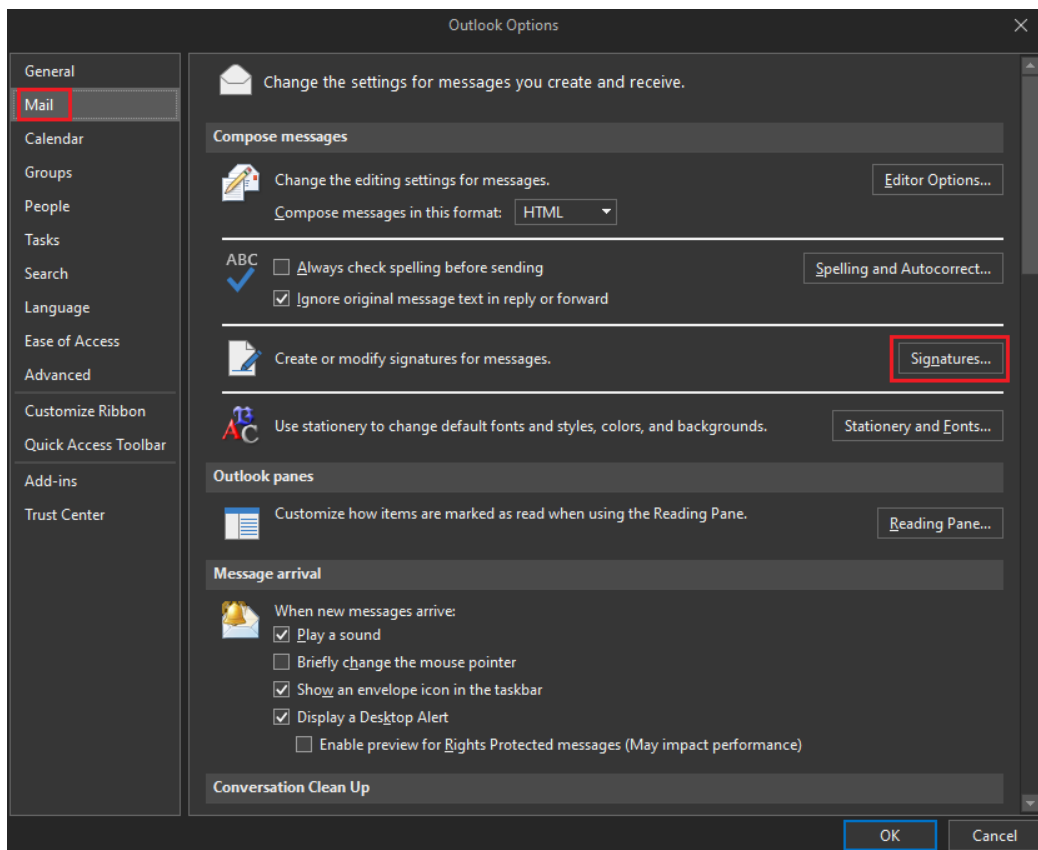 Outlook Options
General
Mail
Calendar
Groups
People
Tasks
Search
Language
Ease of Access
Advanced
Customize Ribbon
Quick Access Toolbar
Add-ins
Trust Center
Change the settings for messages you create and receive.
Compose messages
Change the editing settings for messages.
Editor Options...
Compose messages in this format: HTML
ABC
Always check spelling before sending
Spelling and Autocorrect...
Ignore original message text in reply or forward
Create or modify signatures for messages.
Signatures...
Use stationery to change default fonts and styles, colors, and backgrounds.
Stationery and Fonts...
Outlook panes
Customize how items are marked as read when using the Reading Pane.
Reading Pane...
Message arrival
When new messages arrive:
Play a sound
Briefly change the mouse pointer
Show an envelope icon in the taskbar
Display a Desktop Alert
Enable preview for Rights Protected messages (May impact performance)
Conversation Clean Up
OK
Cancel